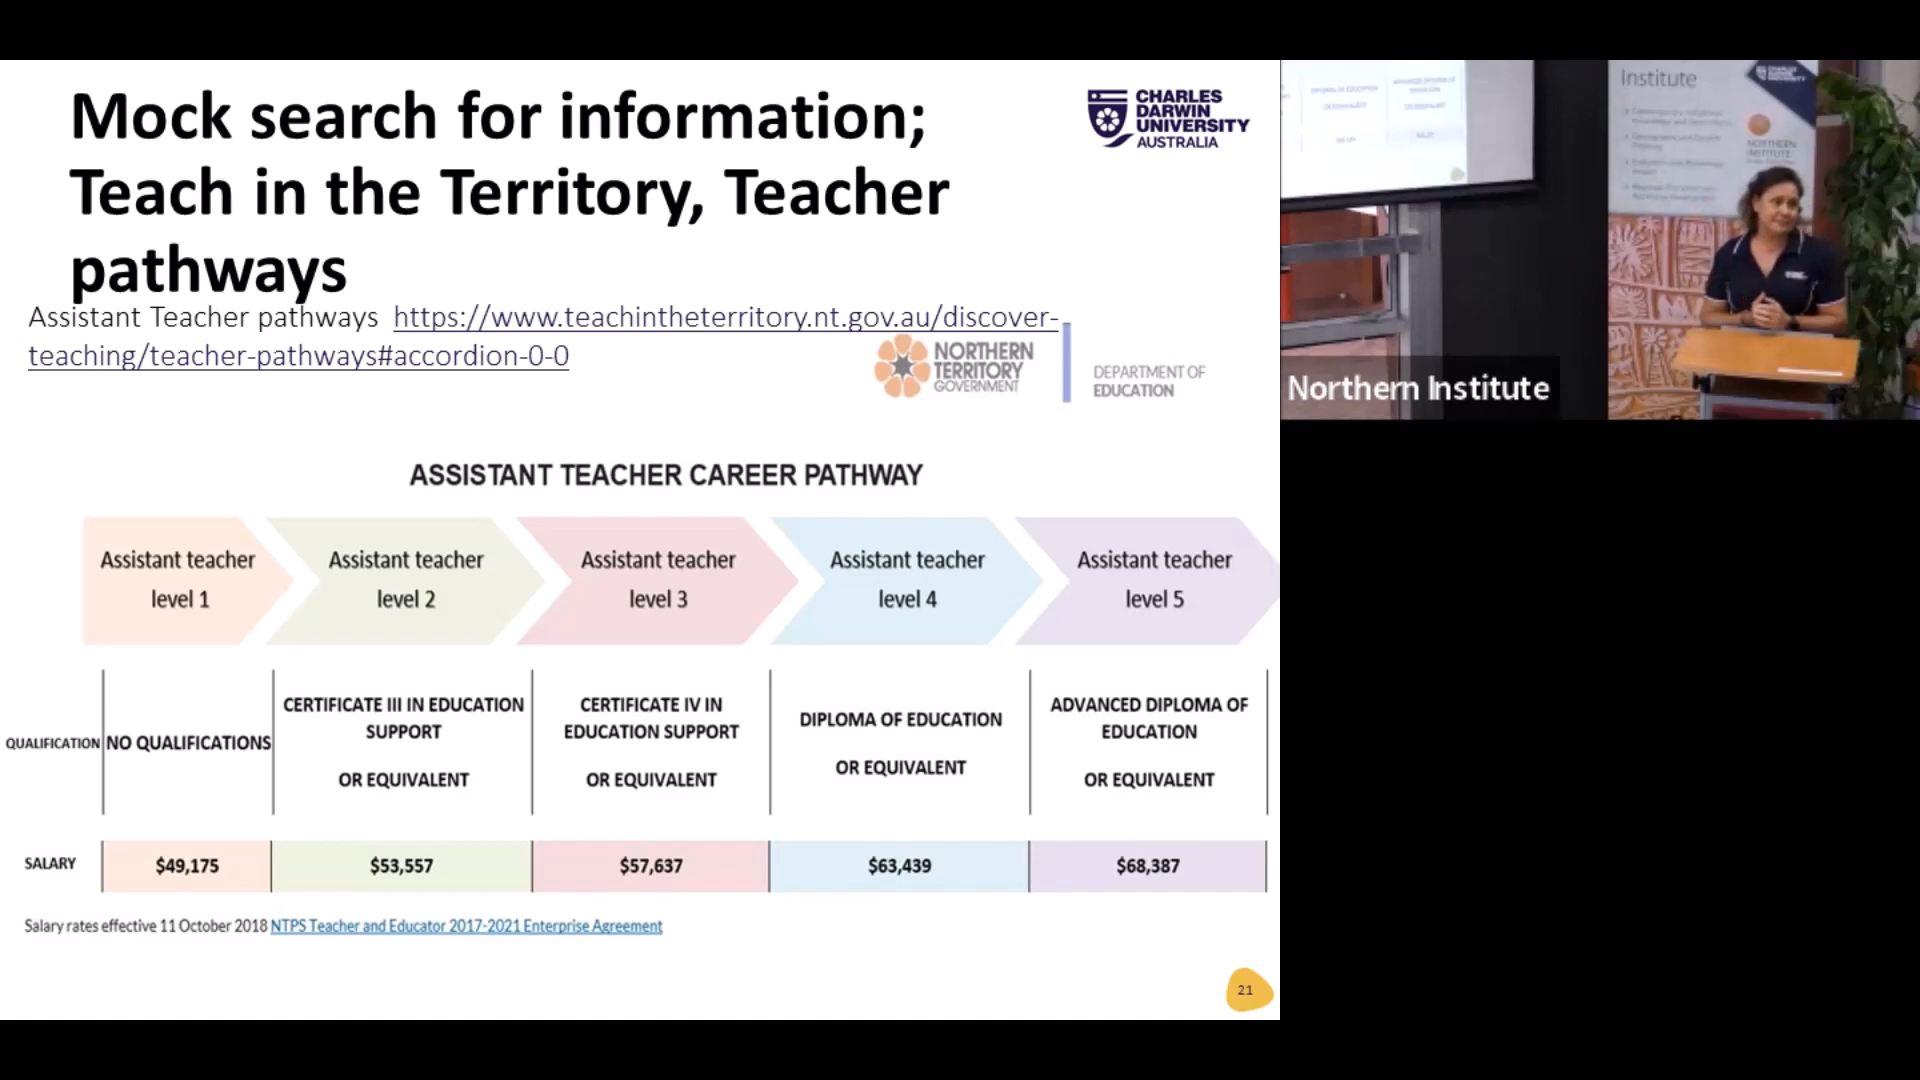 Mock search for information;
Teach in the Territory, Teacher
pathways
CHARLES
DARWIN
UNIVERSITY
AUSTRALIA
Assistant Teacher pathways https://www.teachintheterritory.nt.gov.au/discover-
teaching/teacher-pathways#accordion-0-0
NORTHERN
TERRITORY
GOVERNMENT
DEPARTMENT OF
EDUCATION
ASSISTANT TEACHER CAREER PATHWAY
Assistant teacher
level 1
Assistant teacher
level 2
Assistant teacher
level 3
Assistant teacher
level 4
Assistant teacher
level 5
QUALIFICATION
NO QUALIFICATIONS
CERTIFICATE III IN EDUCATION
SUPPORT
OR EQUIVALENT
CERTIFICATE IV IN
EDUCATION SUPPORT
OR EQUIVALENT
DIPLOMA OF EDUCATION
OR EQUIVALENT
ADVANCED DIPLOMA OF
EDUCATION
OR EQUIVALENT
SALARY
$49,175
$53,557
$57,637
$63,439
$68,387
Salary rates effective 11 October 2018 NTPS Teacher and Educator 2017-2021 Enterprise Agreement
21
Institute
CHARLES
DARWIN
UNIVERSITY
NORTHERN
INSTITUTE
Northern Institute